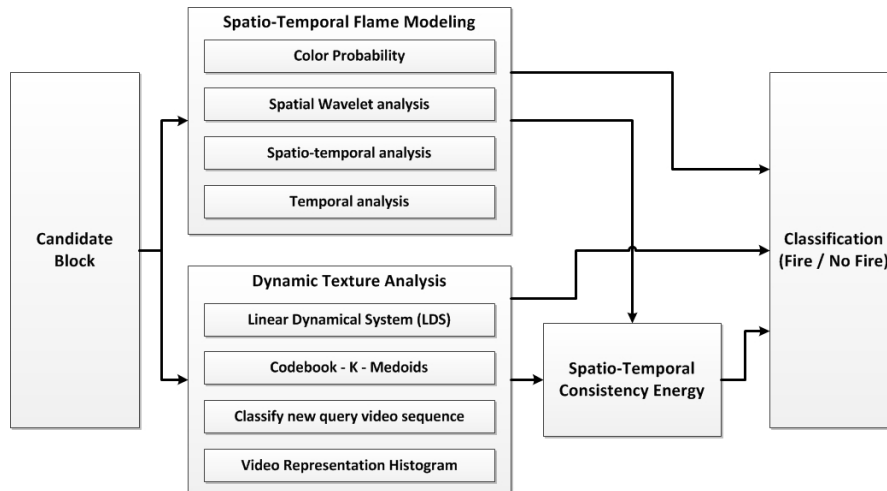 Spatio-Temporal Flame Modeling
Color Probability
Spatial Wavelet analysis
Spatio-temporal analysis
Temporal analysis
Candidate
Block
Dynamic Texture Analysis
Linear Dynamical System (LDS)
Codebook - K - Medoids
Classify new query video sequence
Video Representation Histogram
Spatio-Temporal
Consistency Energy
Classification
(Fire / No Fire)